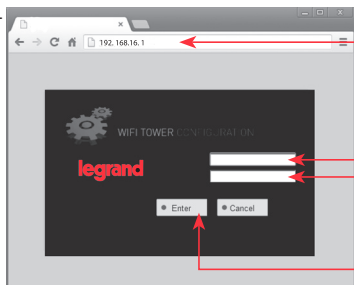 192. 168.16. 1
WIFI TOWER CONFIGURATION
legrand
Enter
Cancel